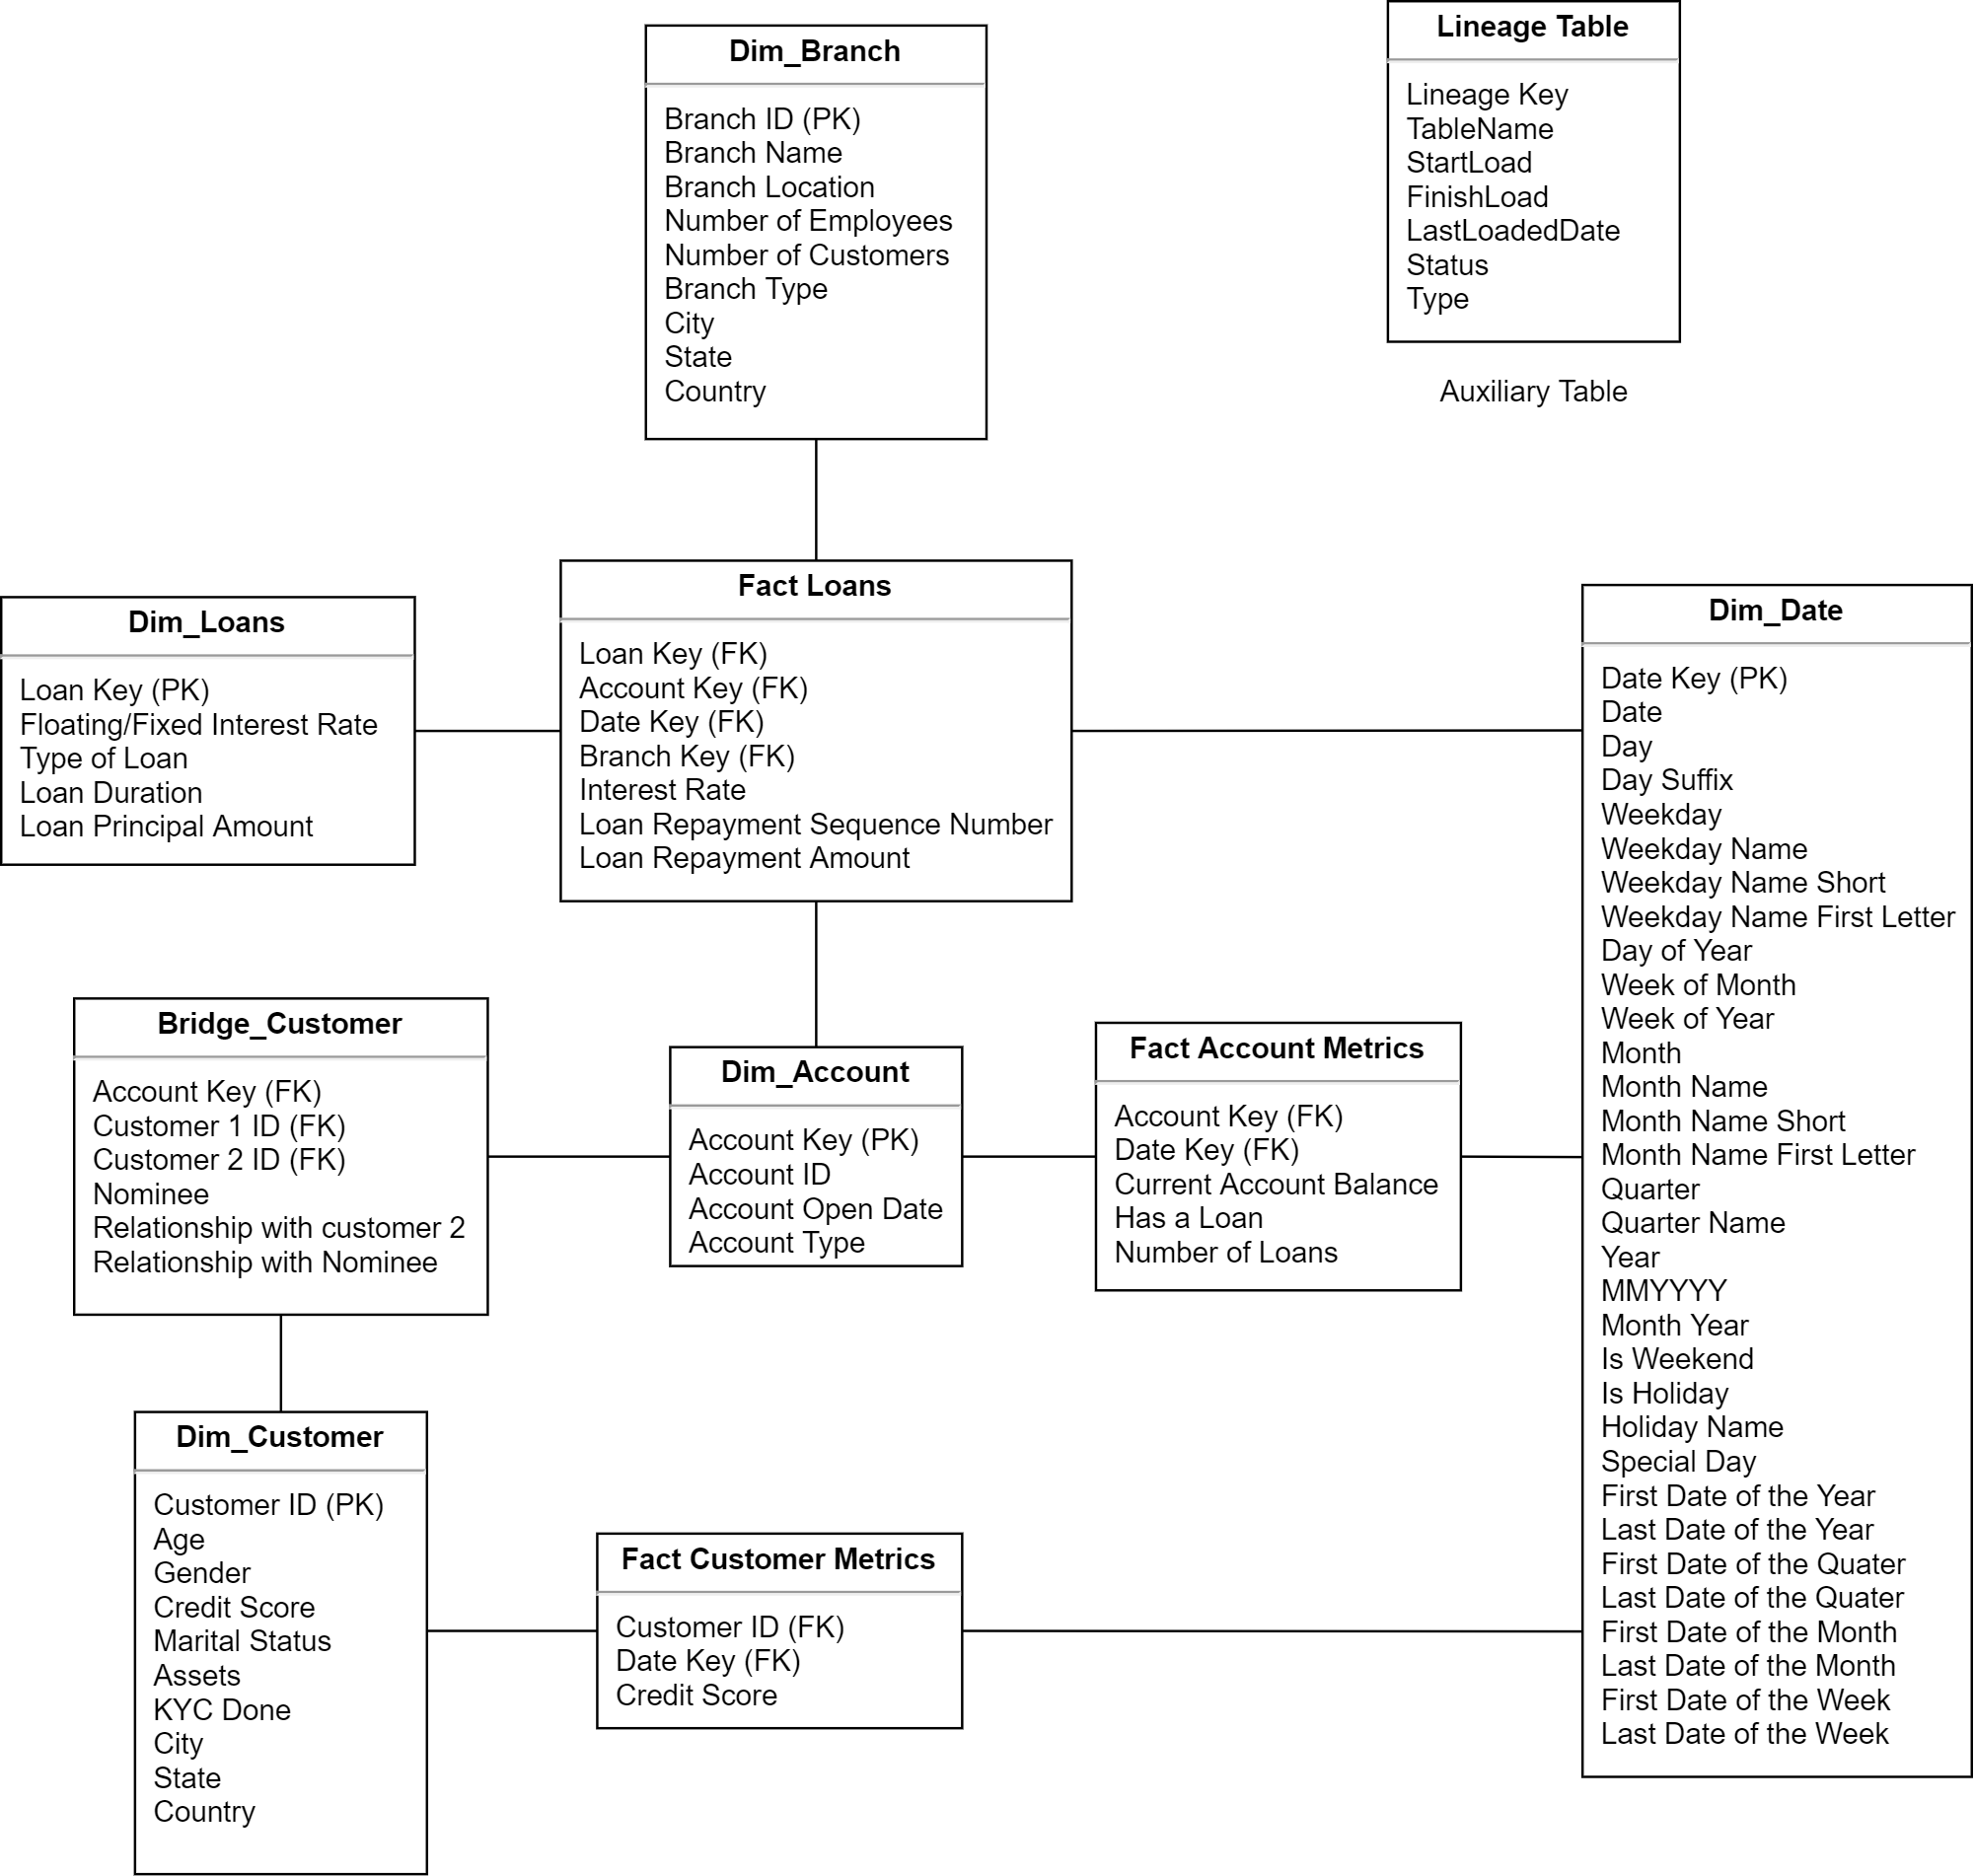 Dim_Branch
Branch ID (PK)
Branch Name
Branch Location
Number of Employees
Number of Customers
Branch Type
City
State
Country
Lineage Table
Lineage Key
TableName
StartLoad
FinishLoad
LastLoadedDate
Status
Type
Auxiliary Table
Dim_Loans
Loan Key (PK)
Floating/Fixed Interest Rate
Type of Loan
Loan Duration
Loan Principal Amount
Fact Loans
Loan Key (FK)
Account Key (FK)
Date Key (FK)
Branch Key (FK)
Interest Rate
Loan Repayment Sequence Number
Loan Repayment Amount
Dim_Date
Date Key (PK)
Date
Day
Day Suffix
Weekday
Weekday Name
Weekday Name Short
Weekday Name First Letter
Day of Year
Week of Month
Week of Year
Month
Month Name
Month Name Short
Month Name First Letter
Quarter
Quarter Name
Year
MMYYYY
Month Year
Is Weekend
Is Holiday
Holiday Name
Special Day
First Date of the Year
Last Date of the Year
First Date of the Quater
Last Date of the Quater
First Date of the Month
Last Date of the Month
First Date of the Week
Last Date of the Week
Bridge_Customer
Account Key (FK)
Customer 1 ID (FK)
Customer 2 ID (FK)
Nominee
Relationship with customer 2
Relationship with Nominee
Dim_Account
Account Key (PK)
Account ID
Account Open Date
Account Type
Fact Account Metrics
Account Key (FK)
Date Key (FK)
Current Account Balance
Has a Loan
Number of Loans
Dim_Customer
Customer ID (PK)
Age
Gender
Credit Score
Marital Status
Assets
KYC Done
City
State
Country
Fact Customer Metrics
Customer ID (FK)
Date Key (FK)
Credit Score